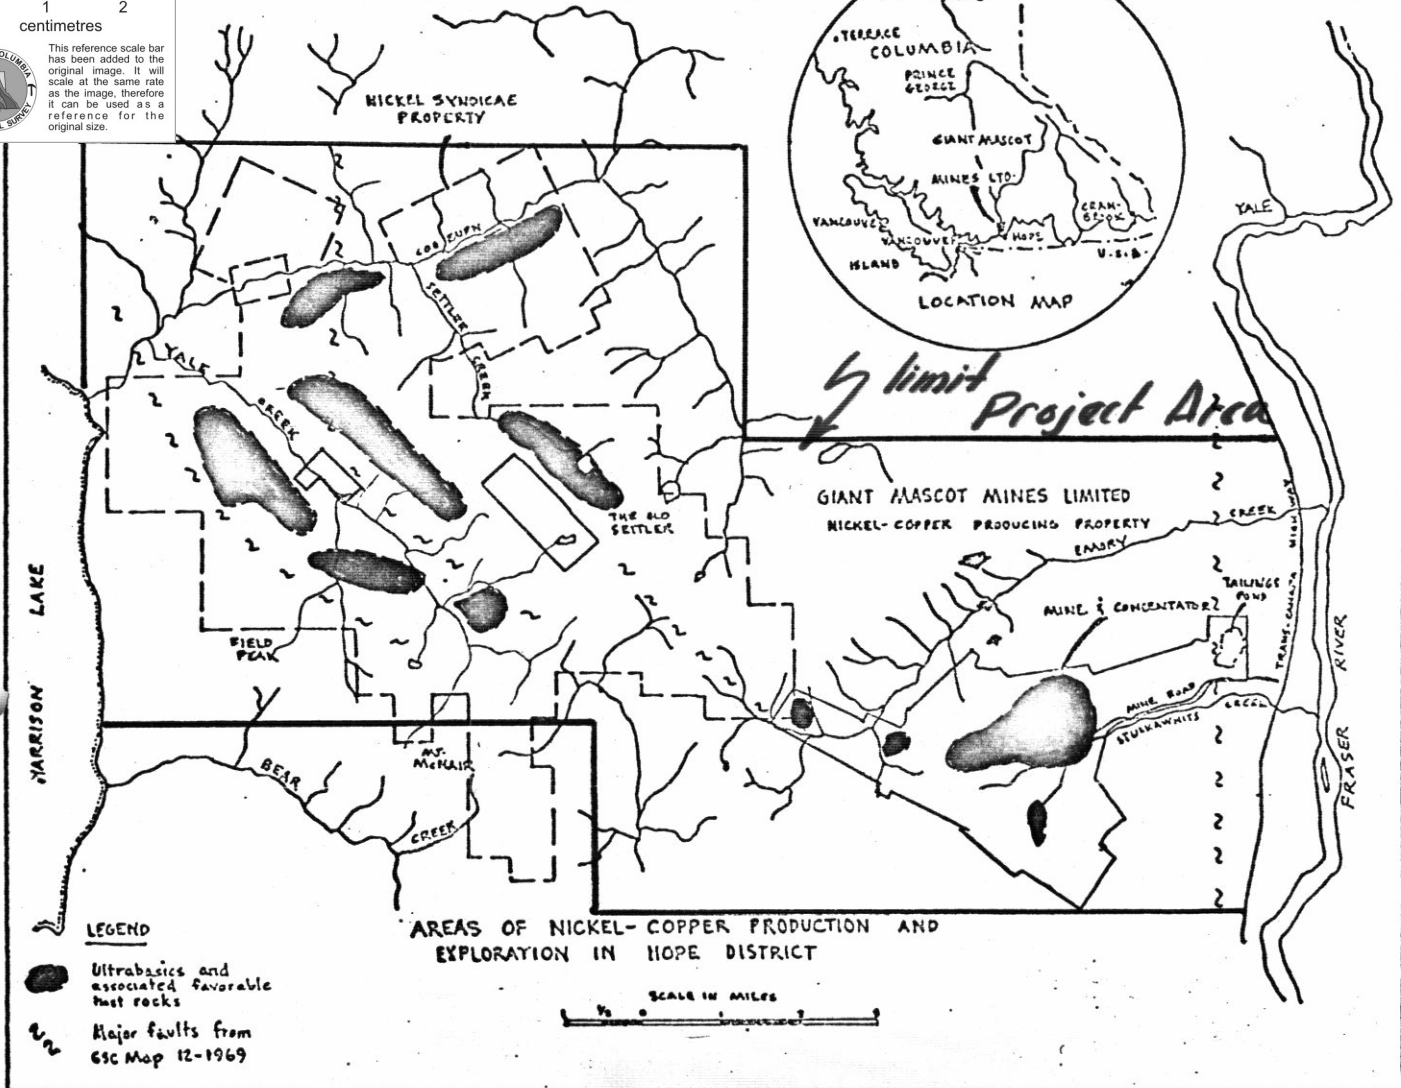 1 2
centimetres
This reference scale bar
has been added to the
original image. It will
scale at the same rate
as the image, therefore
it can be used as a
reference for the
original size.
NICKEL SYNDICAE
PROPERTY
TERRACE
COLUMBIA
PRINCE
GEORGE
GIANT MASCOT
MINES LTD.
CRAN-
BROOK
VANCOUVER
VANCOUVER
HOPE
ISLAND
U.S.A.
LOCATION MAP
YALE
COGBURN
SETTLER
CREEK
YALE
CREEK
limit
Project Area
GIANT MASCOT MINES LIMITED
NICKEL-COPPER PRODUCING PROPERTY
THE OLD
SETTLER
EMORY
CREEK
TRANS-CANADA HIGHWAY
TAILINGS
POND
MINE & CONCENTATOR
HARRISON LAKE
FIELD
PEAK
MINE ROAD
STULKAWHITS
CREEK
FRASER RIVER
MT.
McNAIR
BEAR
CREEK
LEGEND
Ultrabasics and
associated favorable
host rocks
Major faults from
GSC Map 12-1969
AREAS OF NICKEL-COPPER PRODUCTION AND
EXPLORATION IN HOPE DISTRICT
SCALE IN MILES